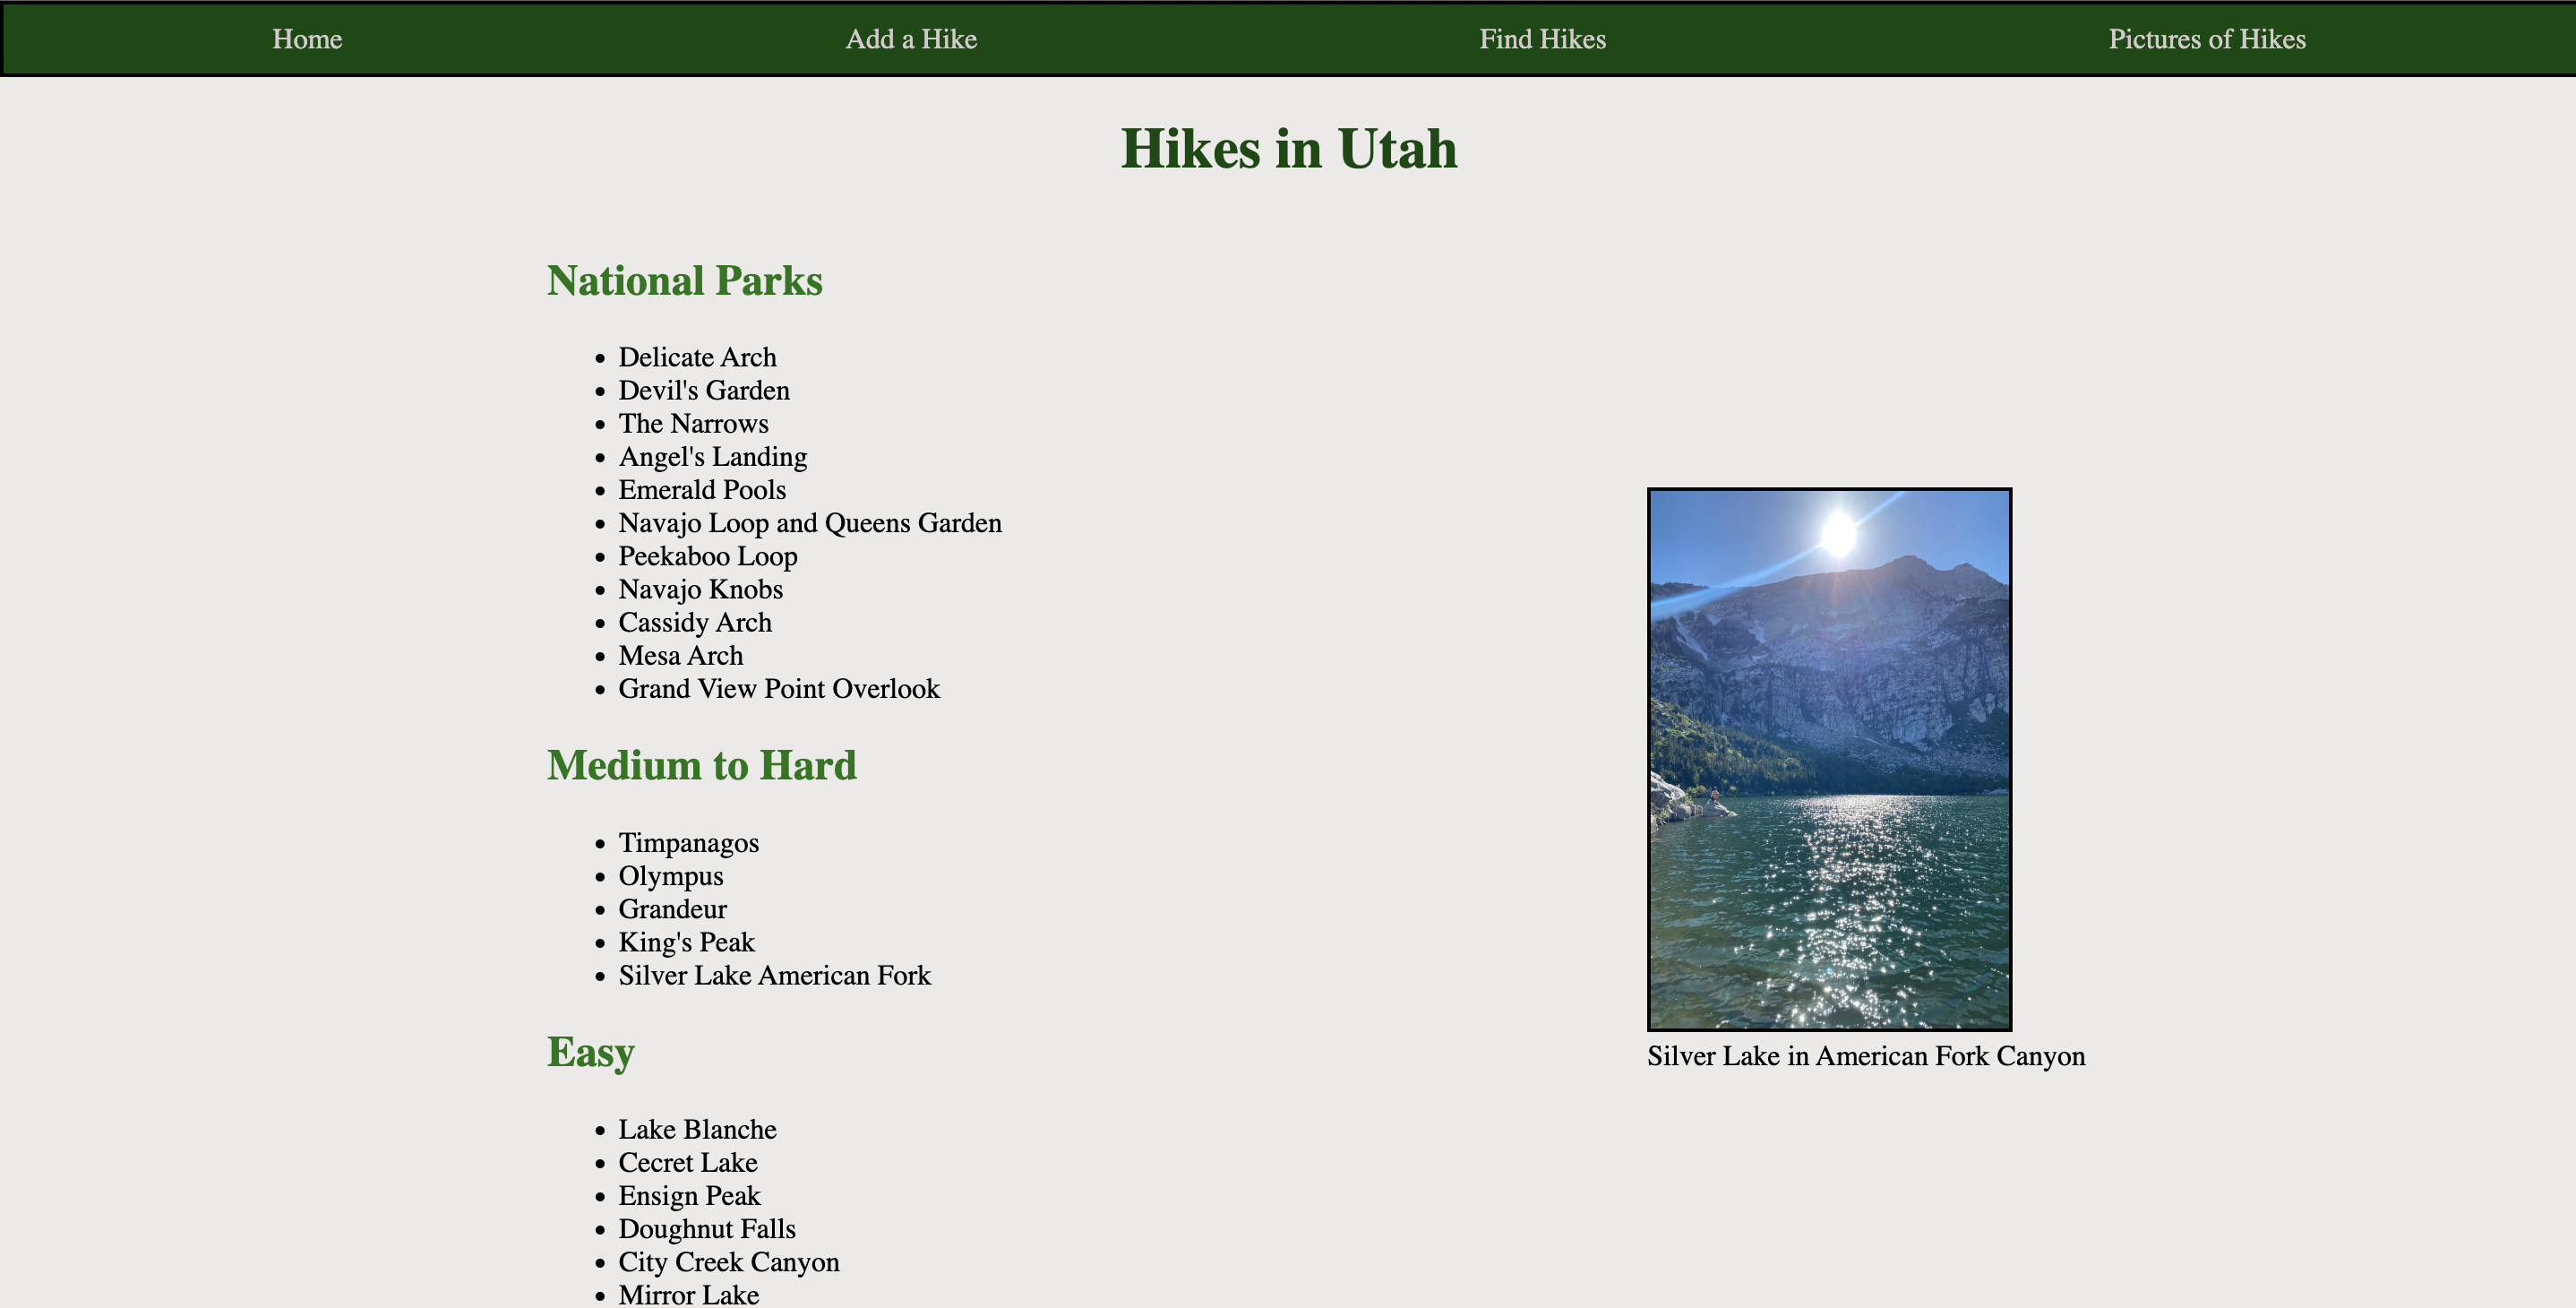 Home
Add a Hike
Find Hikes
Pictures of Hikes
Hikes in Utah
National Parks
Delicate Arch
Devil's Garden
The Narrows
Angel's Landing
Emerald Pools
Navajo Loop and Queens Garden
Peekaboo Loop
Navajo Knobs
Cassidy Arch
Mesa Arch
Grand View Point Overlook
Medium to Hard
Timpanagos
Olympus
Grandeur
King's Peak
Silver Lake American Fork
Easy
Lake Blanche
Cecret Lake
Ensign Peak
Doughnut Falls
City Creek Canyon
Mirror Lake
Silver Lake in American Fork Canyon